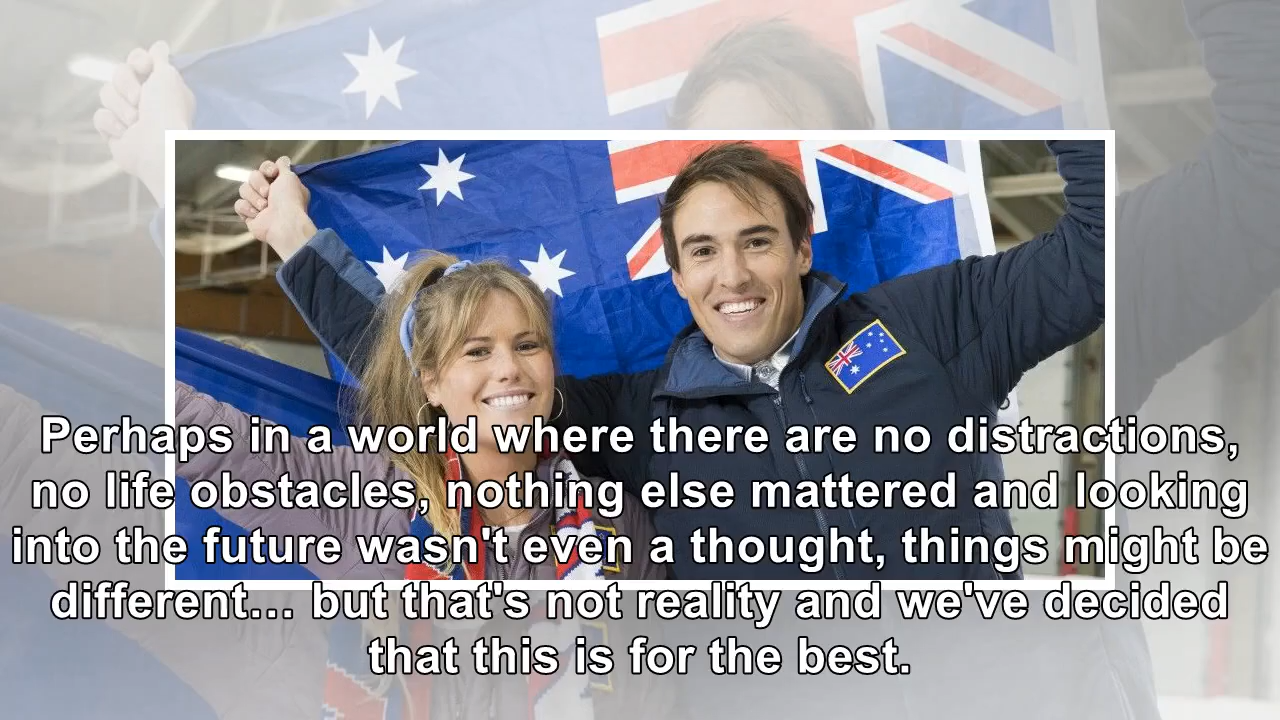 Perhaps in a world where there are no distractions,
no life obstacles, nothing else mattered and looking
into the future wasn't even a thought, things might be
different... but that's not reality and we've decided
that this is for the best.